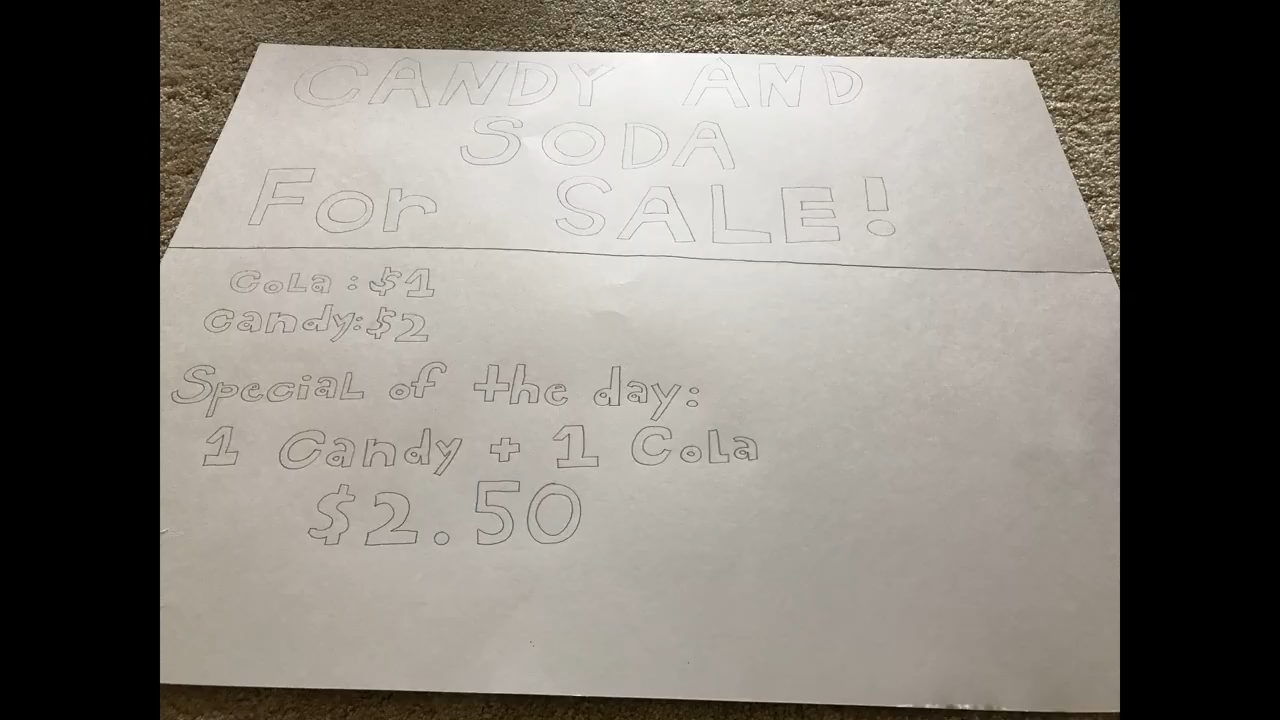 CANDY AND
SODA
For SALE!
Cola : $1
candy: $2
Special of the day:
1 Candy + 1 Cola
$2.50